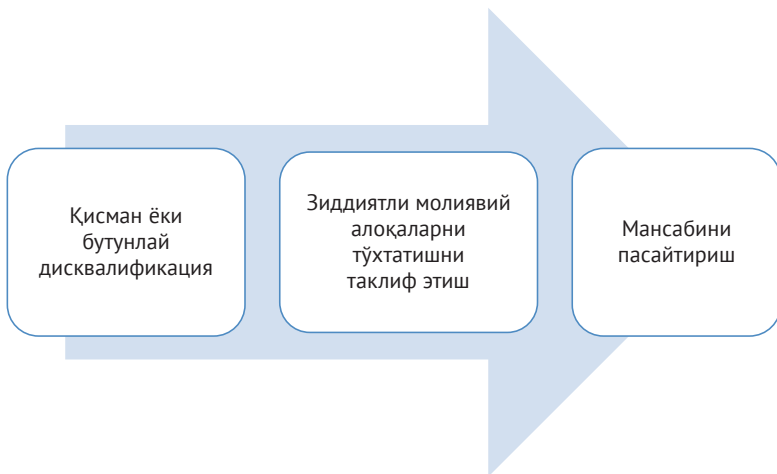 Қисман ёки
бутунлай
дисквалификация
Зиддиятли молиявий
алоқаларни
тўхтатишни
таклиф этиш
Мансабини
пасайтириш